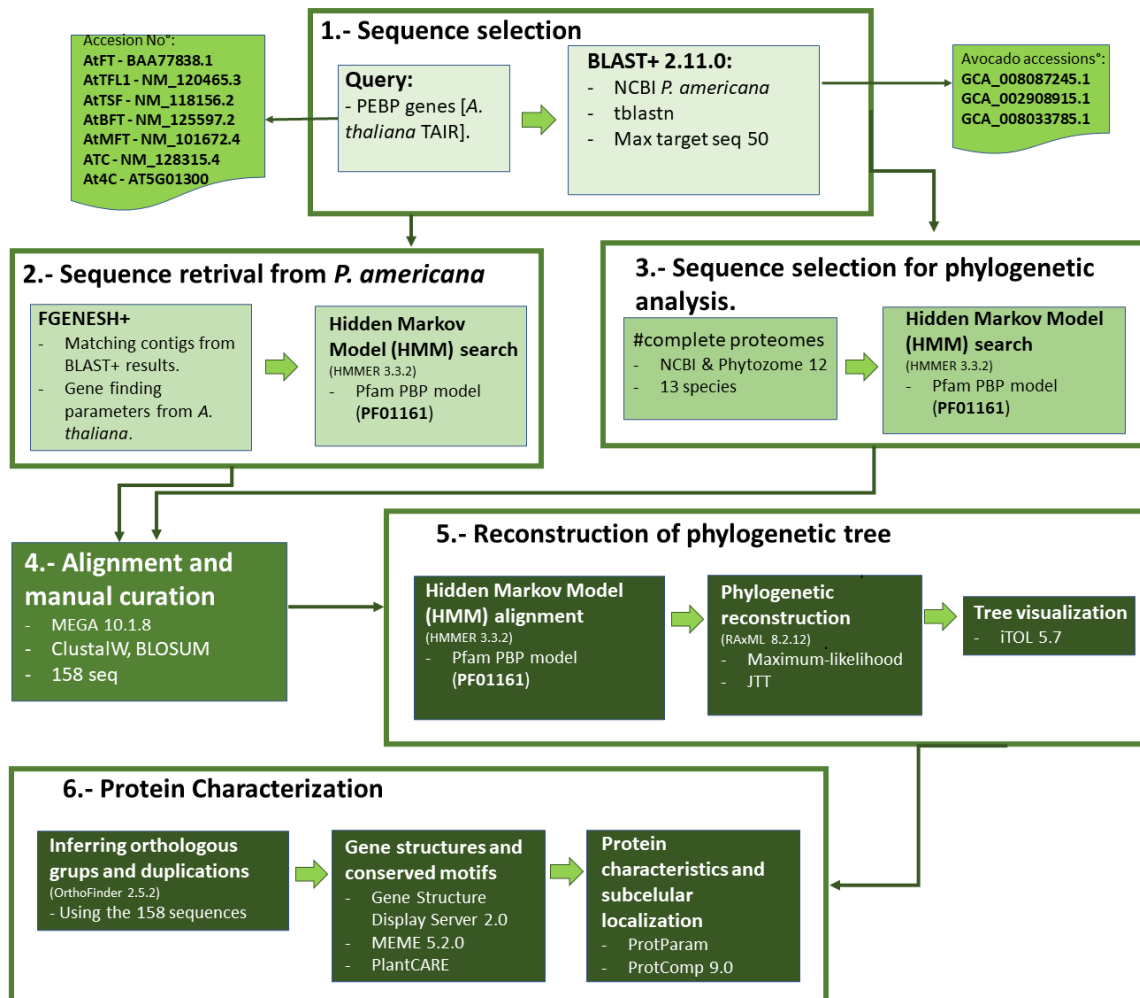 1.- Sequence selection
Accesion No°:
AtFT - BAA77838.1
AtTFL1 - NM_120465.3
AtTSF - NM_118156.2
AtBFT - NM_125597.2
AtMFT - NM_101672.4
ATC - NM_128315.4
At4C - AT5G01300
Query:
- PEBP genes [A.
thaliana TAIR].
BLAST+ 2.11.0:
- NCBI P. americana
- tblastn
- Max target seq 50
Avocado accessions°:
GCA_008087245.1
GCA_002908915.1
GCA_008033785.1
2.- Sequence retrival from P. americana
FGENESH+
- Matching contigs from
BLAST+ results.
- Gene finding
parameters from A.
thaliana.
Hidden Markov
Model (HMM) search
(HMMER 3.3.2)
- Pfam PBP model
(PF01161)
3.- Sequence selection for phylogenetic
analysis.
#complete proteomes
- NCBI & Phytozome 12
- 13 species
Hidden Markov Model
(HMM) search
(HMMER 3.3.2)
- Pfam PBP model
(PF01161)
4.- Alignment and
manual curation
- MEGA 10.1.8
- ClustalW, BLOSUM
- 158 seq
5.- Reconstruction of phylogenetic tree
Hidden Markov Model
(HMM) alignment
(HMMER 3.3.2)
- Pfam PBP model
(PF01161)
Phylogenetic
reconstruction
(RAxML 8.2.12)
- Maximum-likelihood
- JTT
Tree visualization
- iTOL 5.7
6.- Protein Characterization
Inferring orthologous
grups and duplications
(OrthoFinder 2.5.2)
- Using the 158 sequences
Gene structures and
conserved motifs
- Gene Structure
Display Server 2.0
- MEME 5.2.0
- PlantCARE
Protein
characteristics and
subcelular
localization
- ProtParam
- ProtComp 9.0